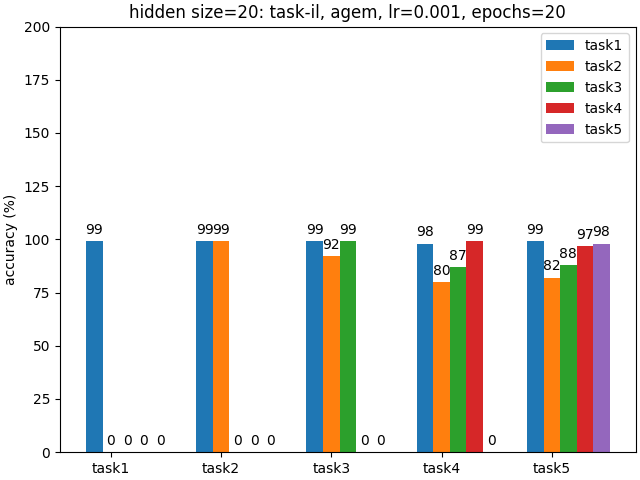 hidden size=20: task-il, agem, lr=0.001, epochs=20
200
175
150
125
100
75
50
25
0
accuracy (%)
task1
task2
task3
task4
task5
99 0 0 0 0
99 99 0 0 0
99 92 99 0 0
98 80 87 99 0
99 82 88 97 98
task1 task2 task3 task4 task5